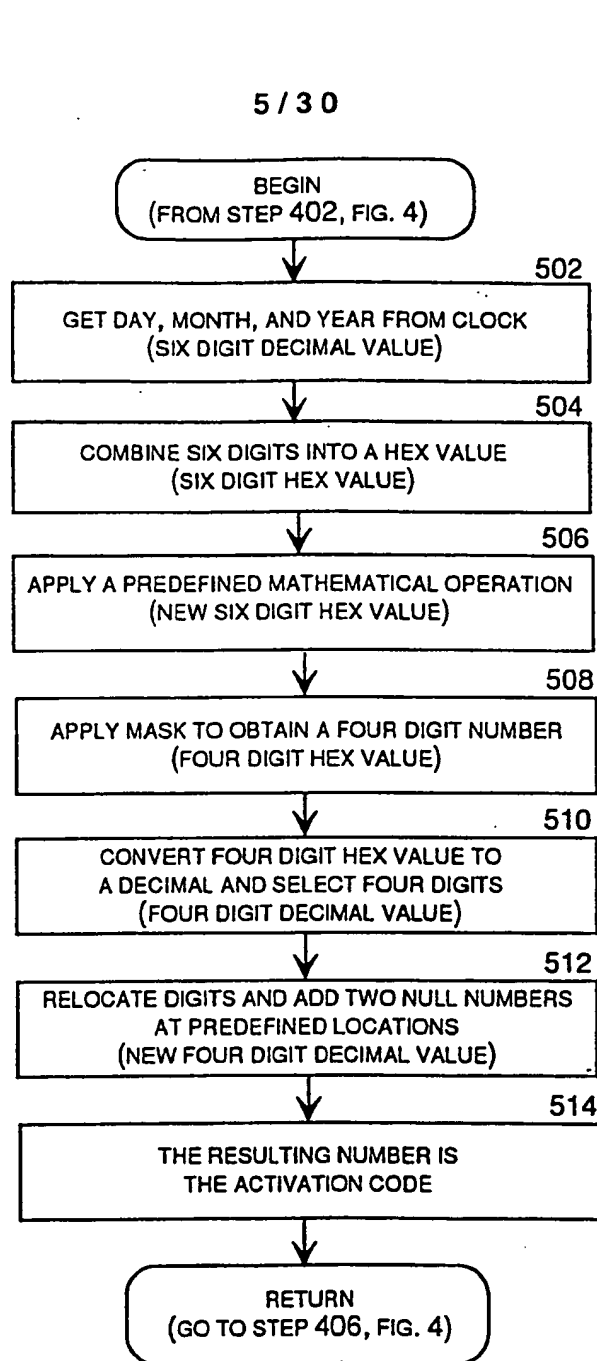 5/30
BEGIN
(FROM STEP 402, FIG. 4)
502
GET DAY, MONTH, AND YEAR FROM CLOCK
(SIX DIGIT DECIMAL VALUE)
504
COMBINE SIX DIGITS INTO A HEX VALUE
(SIX DIGIT HEX VALUE)
506
APPLY A PREDEFINED MATHEMATICAL OPERATION
(NEW SIX DIGIT HEX VALUE)
508
APPLY MASK TO OBTAIN A FOUR DIGIT NUMBER
(FOUR DIGIT HEX VALUE)
510
CONVERT FOUR DIGIT HEX VALUE TO
A DECIMAL AND SELECT FOUR DIGITS
(FOUR DIGIT DECIMAL VALUE)
512
RELOCATE DIGITS AND ADD TWO NULL NUMBERS
AT PREDEFINED LOCATIONS
(NEW FOUR DIGIT DECIMAL VALUE)
514
THE RESULTING NUMBER IS
THE ACTIVATION CODE
RETURN
(GO TO STEP 406, FIG. 4)